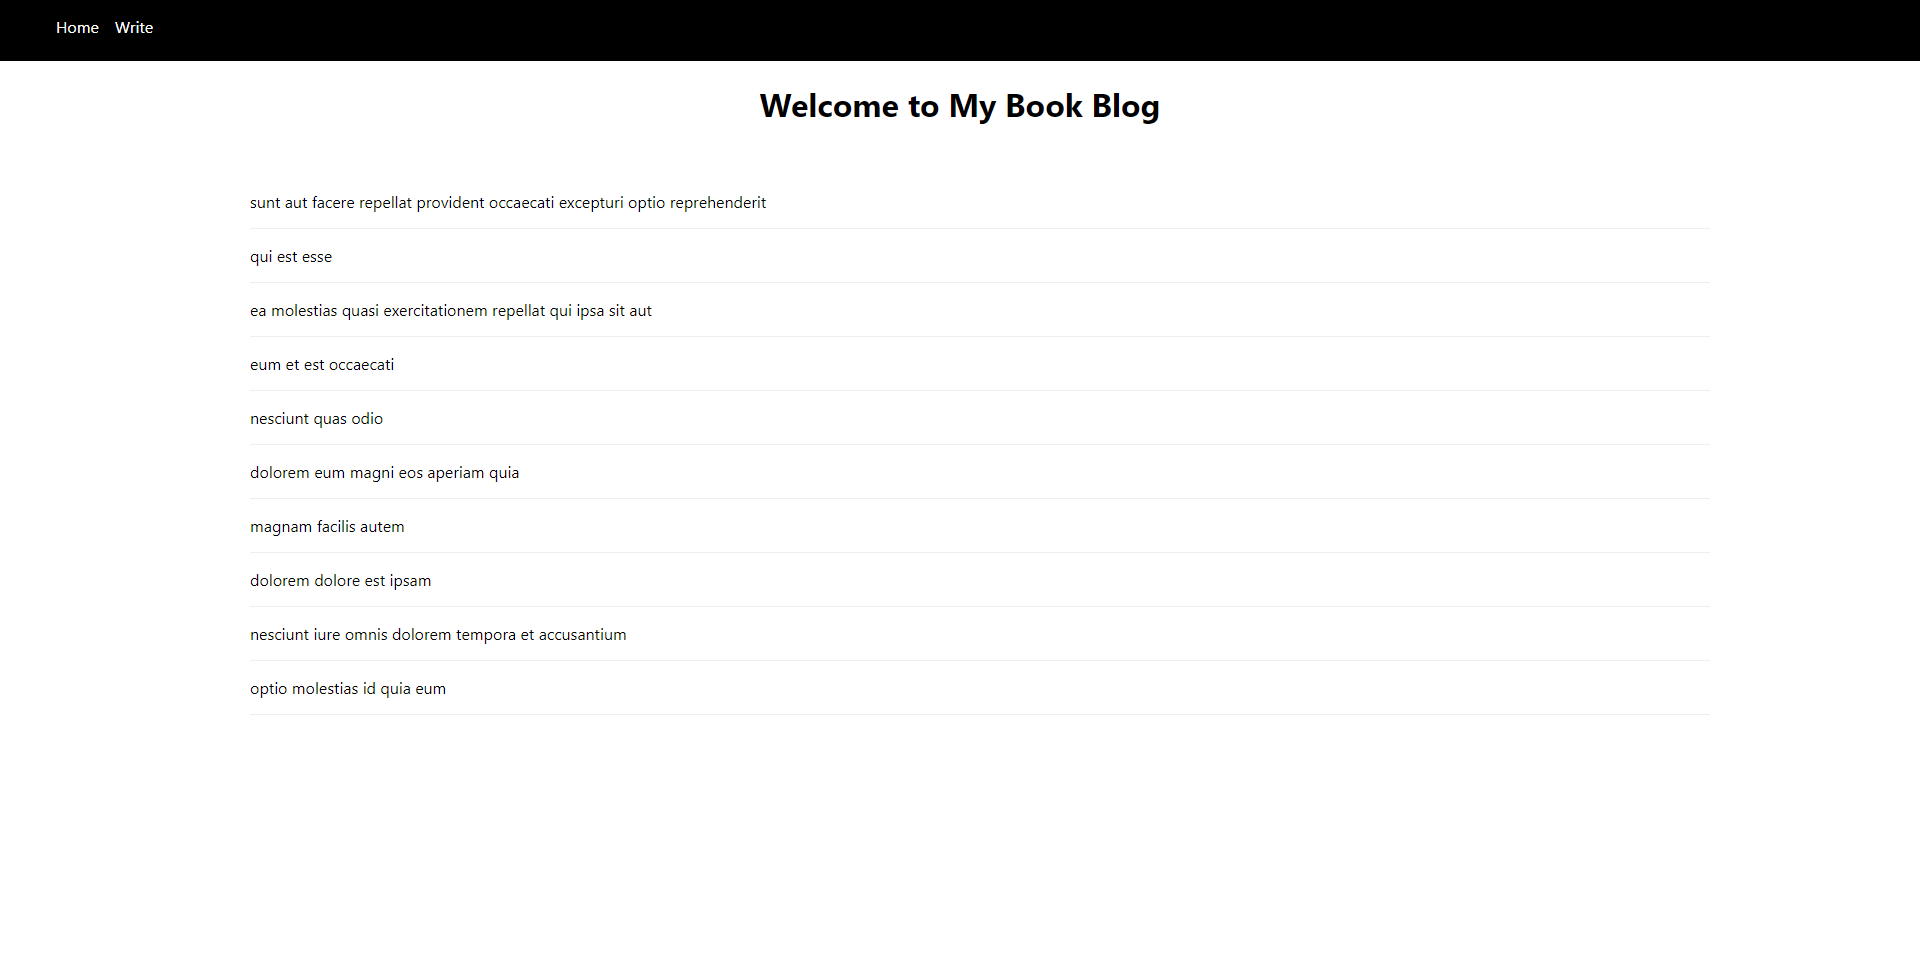 Home Write
Welcome to My Book Blog
sunt aut facere repellat provident occaecati excepturi optio reprehenderit
qui est esse
ea molestias quasi exercitationem repellat qui ipsa sit aut
eum et est occaecati
nesciunt quas odio
dolorem eum magni eos aperiam quia
magnam facilis autem
dolorem dolore est ipsam
nesciunt iure omnis dolorem tempora et accusantium
optio molestias id quia eum